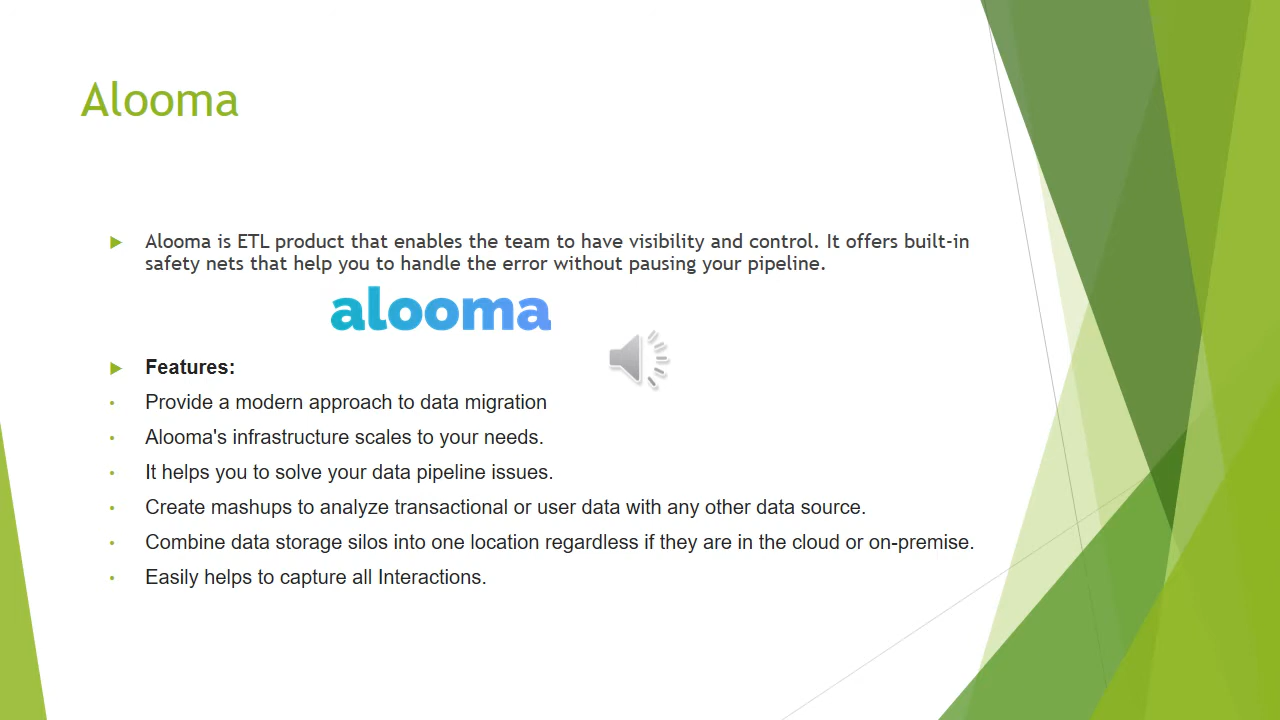 Alooma
Alooma is ETL product that enables the team to have visibility and control. It offers built-in
safety nets that help you to handle the error without pausing your pipeline.
alooma
Features:
Provide a modern approach to data migration
Alooma's infrastructure scales to your needs.
It helps you to solve your data pipeline issues.
Create mashups to analyze transactional or user data with any other data source.
Combine data storage silos into one location regardless if they are in the cloud or on-premise.
Easily helps to capture all Interactions.